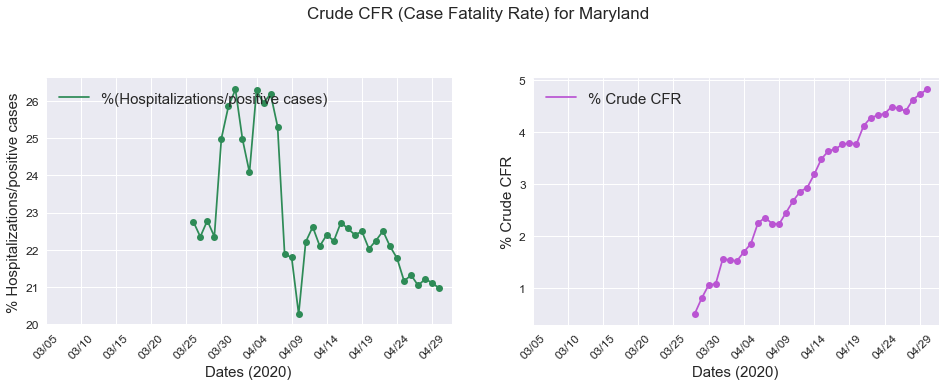 Crude CFR (Case Fatality Rate) for Maryland
%(Hospitalizations/positive cases)
% Hospitalizations/positive cases
26
25
24
23
22
21
20
03/05 03/10 03/15 03/20 03/25 03/30 04/04 04/09 04/14 04/19 04/24 04/29
Dates (2020)
% Crude CFR
% Crude CFR
5
4
3
2
1
03/05 03/10 03/15 03/20 03/25 03/30 04/04 04/09 04/14 04/19 04/24 04/29
Dates (2020)